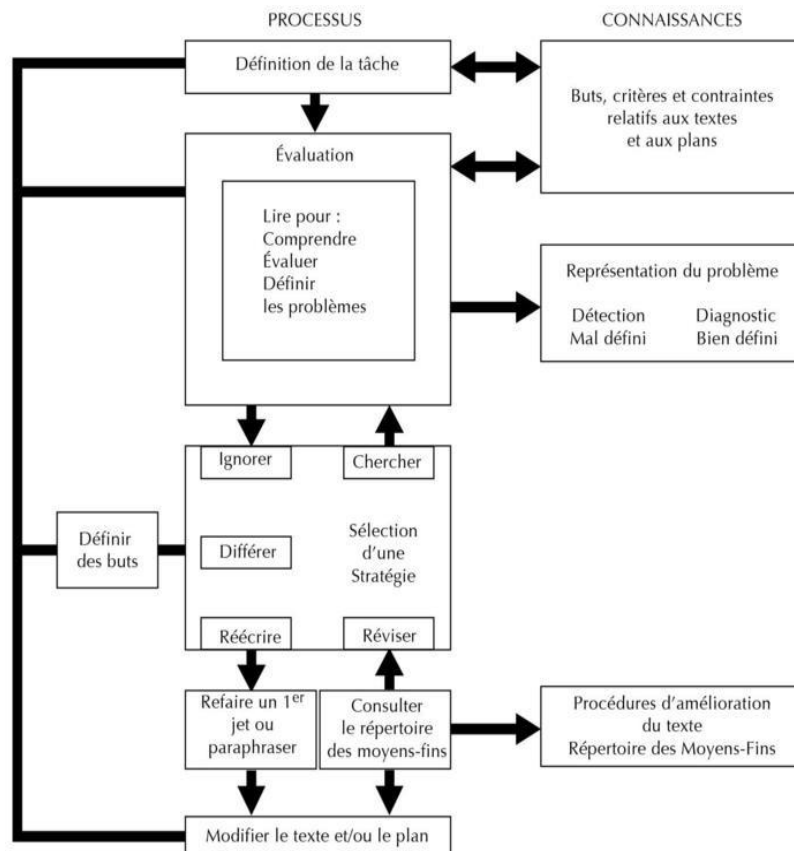 PROCESSUS
CONNAISSANCES
Définition de la tâche
Buts, critères et contraintes
relatifs aux textes
et aux plans
Évaluation
Lire pour :
Comprendre
Évaluer
Définir
les problèmes
Représentation du problème
Détection Diagnostic
Mal défini Bien défini
Ignorer
Chercher
Définir
des buts
Différer
Sélection
d'une
Stratégie
Réécrire
Réviser
Refaire un 1er
jet ou
paraphraser
Consulter
le répertoire
des moyens-fins
Procédures d'amélioration
du texte
Répertoire des Moyens-Fins
Modifier le texte et/ou le plan